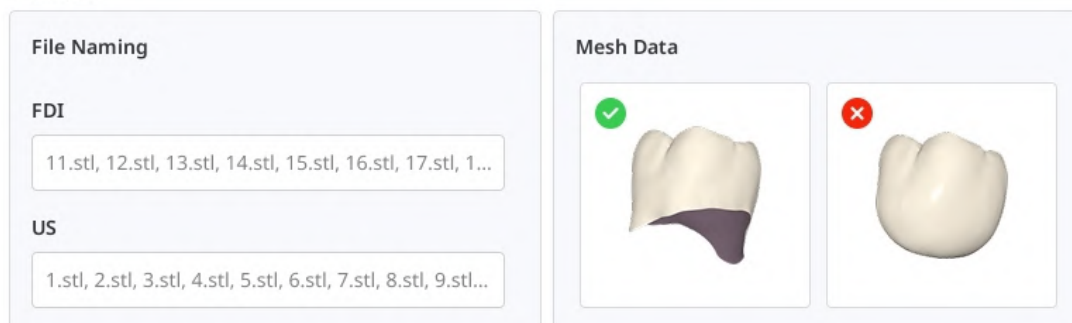 File Naming
FDI
11.stl, 12.stl, 13.stl, 14.stl, 15.stl, 16.stl, 17.stl, 1...
US
1.stl, 2.stl, 3.stl, 4.stl, 5.stl, 6.stl, 7.stl, 8.stl, 9.stl...
Mesh Data